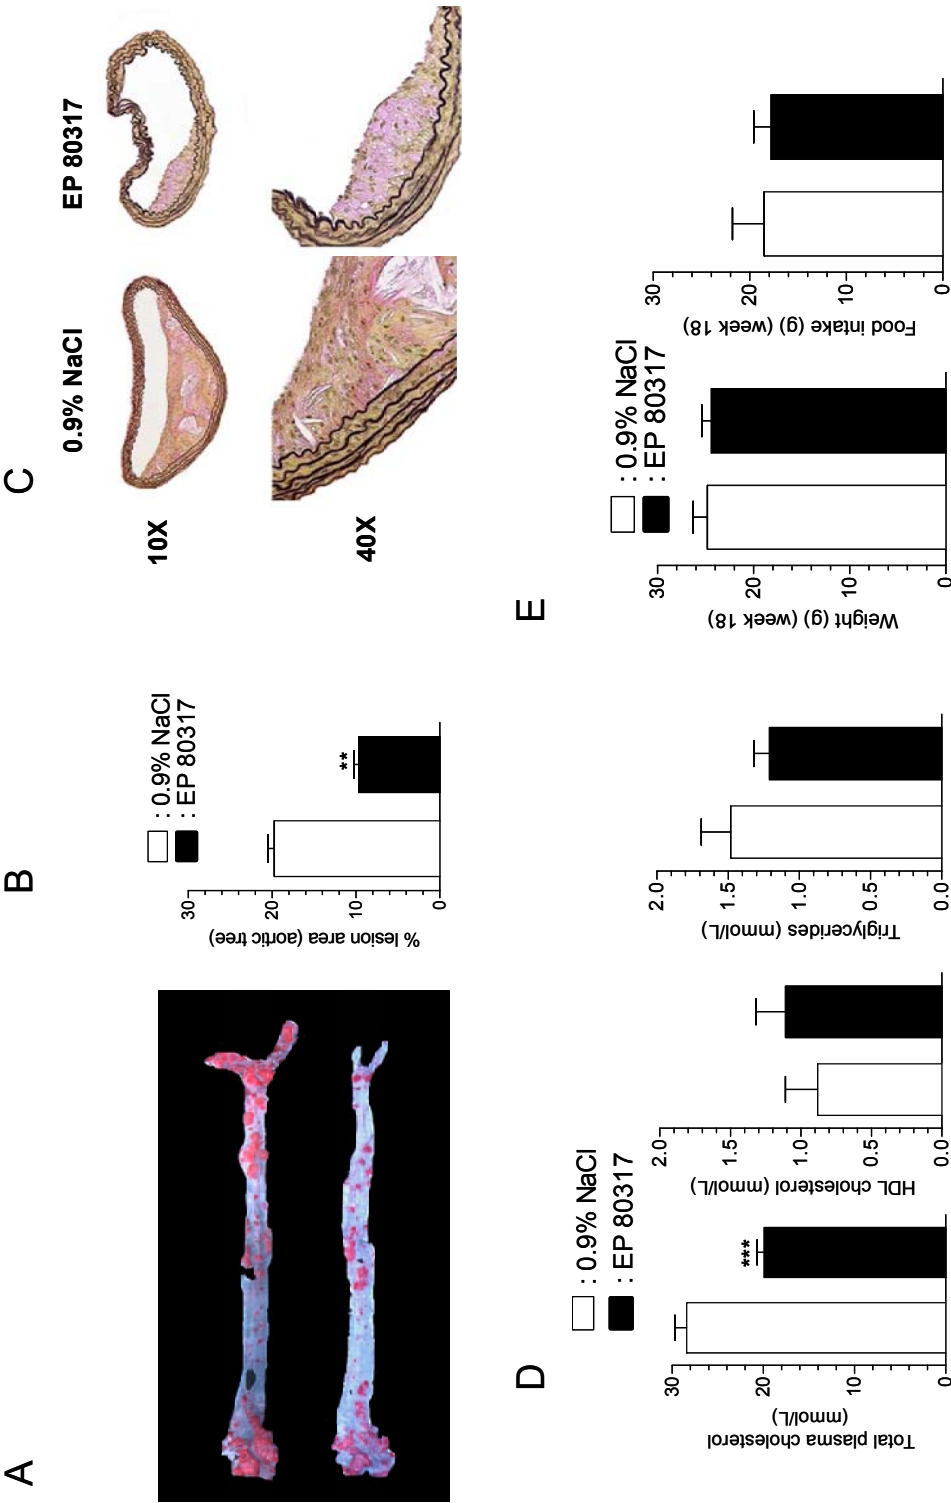 A
B
: 0.9% NaCl
: EP 80317
% lesion area (aortic tree)
30
20
10
0
**
C
0.9% NaCl
EP 80317
10X
40X
D
: 0.9% NaCl
: EP 80317
Total plasma cholesterol
(mmol/L)
30
20
10
0
***
HDL cholesterol (mmol/L)
2.0
1.5
1.0
0.5
0.0
Triglycerides (mmol/L)
2.0
1.5
1.0
0.5
0.0
E
: 0.9% NaCl
: EP 80317
Weight (g) (week 18)
30
20
10
0
Food intake (g) (week 18)
30
20
10
0